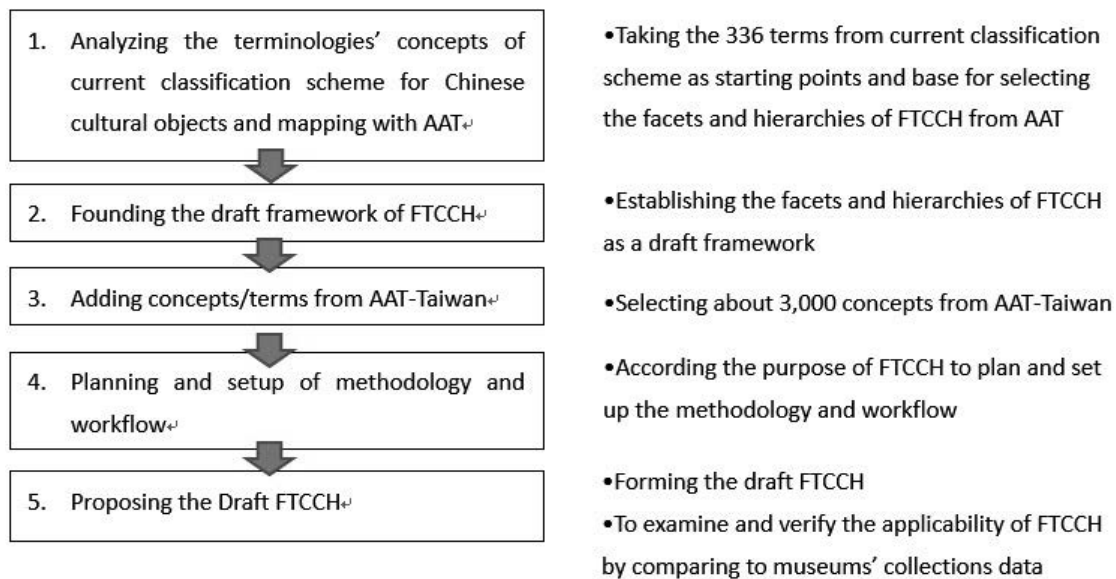 1. Analyzing the terminologies' concepts of
current classification scheme for Chinese
cultural objects and mapping with AAT↵
•Taking the 336 terms from current classification
scheme as starting points and base for selecting
the facets and hierarchies of FTCCH from AAT
2. Founding the draft framework of FTCCH↵
•Establishing the facets and hierarchies of FTCCH
as a draft framework
3. Adding concepts/terms from AAT-Taiwan↵
•Selecting about 3,000 concepts from AAT-Taiwan
4. Planning and setup of methodology and
workflow↵
•According the purpose of FTCCH to plan and set
up the methodology and workflow
5. Proposing the Draft FTCCH↵
•Forming the draft FTCCH
•To examine and verify the applicability of FTCCH
by comparing to museums' collections data